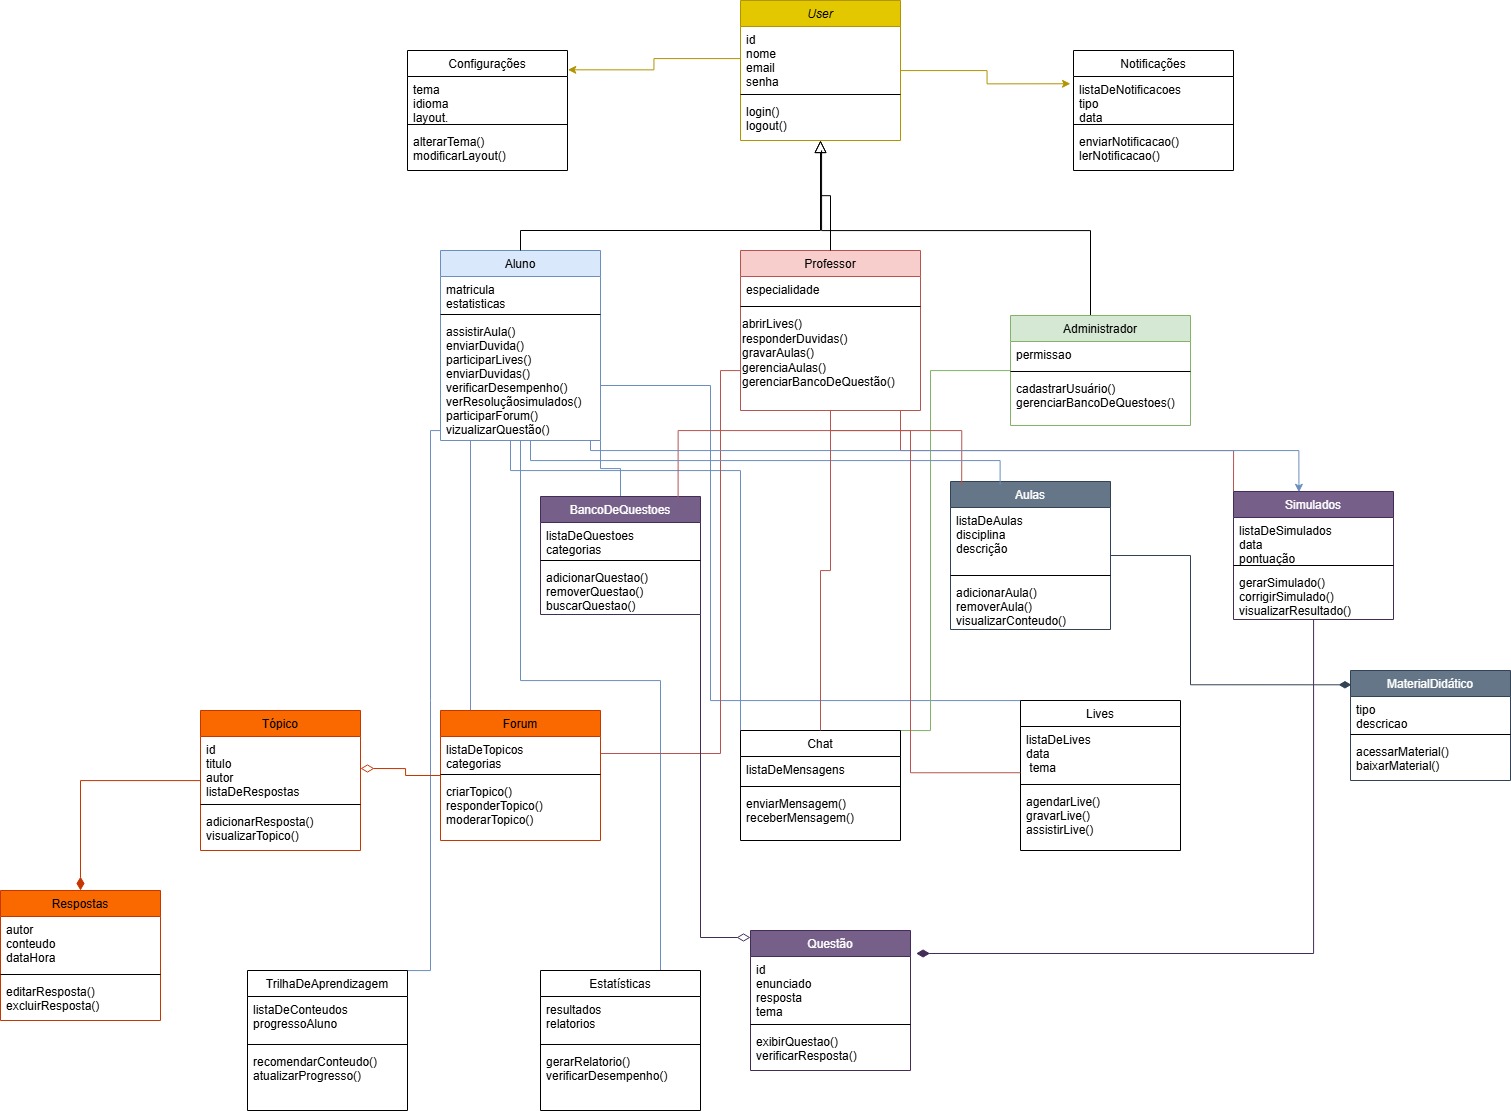 User
id
nome
email
senha
login()
logout()
Configurações
tema
idioma
layout.
alterarTema()
modificarLayout()
Notificações
listaDeNotificacoes
tipo
data
enviarNotificacao()
lerNotificacao()
Aluno
matricula
estatisticas
assistirAula()
enviarDuvida()
participarLives()
enviarDuvidas()
verificarDesempenho()
verResoluçãosimulados()
participarForum()
vizualizarQuestão()
Professor
especialidade
abrirLives()
responderDuvidas()
gravarAulas()
gerenciaAulas()
gerenciarBancoDeQuestão()
Administrador
permissao
cadastrarUsuário()
gerenciarBancoDeQuestoes()
BancoDeQuestoes
listaDeQuestoes
categorias
adicionarQuestao()
removerQuestao()
buscarQuestao()
Aulas
listaDeAulas
disciplina
descrição
adicionarAula()
removerAula()
visualizarConteudo()
Simulados
listaDeSimulados
data
pontuação
gerarSimulado()
corrigirSimulado()
visualizarResultado()
MaterialDidático
tipo
descricao
acessarMaterial()
baixarMaterial()
Tópico
id
titulo
autor
listaDeRespostas
adicionarResposta()
visualizarTopico()
Forum
listaDeTopicos
categorias
criarTopico()
responderTopico()
moderarTopico()
Chat
listaDeMensagens
enviarMensagem()
receberMensagem()
Lives
listaDeLives
data
tema
agendarLive()
gravarLive()
assistirLive()
Respostas
autor
conteudo
dataHora
editarResposta()
excluirResposta()
TrilhaDeAprendizagem
listaDeConteudos
progressoAluno
recomendarConteudo()
atualizarProgresso()
Estatísticas
resultados
relatorios
gerarRelatorio()
verificarDesempenho()
Questão
id
enunciado
resposta
tema
exibirQuestao()
verificarResposta()